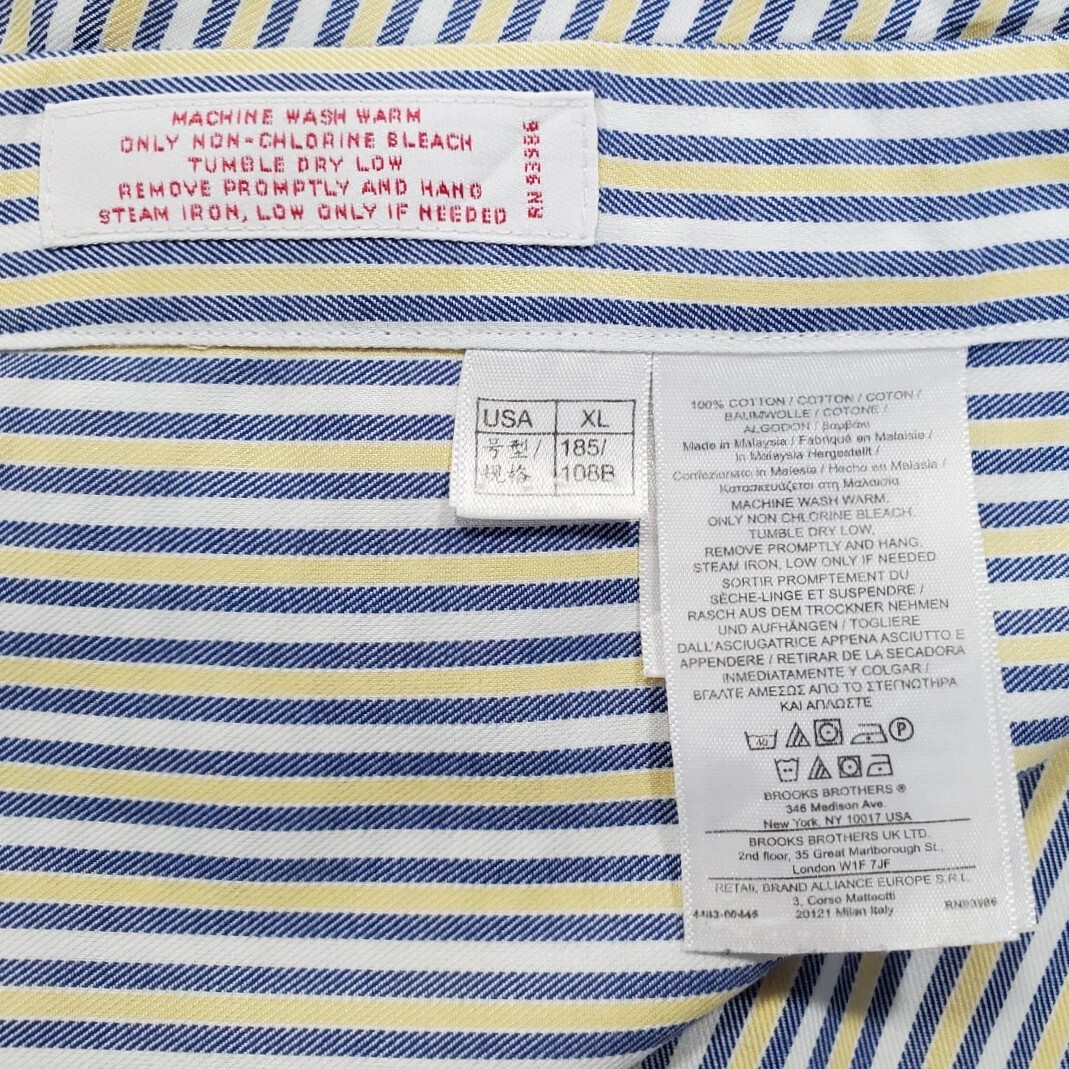 MACHINE WASH WARM
ONLY NON-CHLORINE BLEACH
TUMBLE DRY LOW
REMOVE PROMPTLY AND HANG
STEAM IRON, LOW ONLY IF NEEDED
RN 93986
USA XL
号型/ 185/
规格 108B
100% COTTON / COTTON / COTON /
BAUMWOLLE / COTONE /
ALGODON / βαμβάκι
Made in Malaysia / Fabriqué en Malaisie /
in Malaysia Hergestellt /
Confezionato in Malesia / Hecho en Malasia /
Κατασκευάζεται στη Μαλαισία
MACHINE WASH WARM,
ONLY NON CHLORINE BLEACH,
TUMBLE DRY LOW,
REMOVE PROMPTLY AND HANG,
STEAM IRON, LOW ONLY IF NEEDED
SORTIR PROMPTEMENT DU
SÈCHE-LINGE ET SUSPENDRE /
RASCH AUS DEM TROCKNER NEHMEN
UND AUFHÄNGEN / TOGLIERE
DALL'ASCIUGATRICE APPENA ASCIUTTO E
APPENDERE / RETIRAR DE LA SECADORA
INMEDIATAMENTE Y COLGAR /
ΒΓΑΛΤΕ ΑΜΕΣΩΣ ΑΠΟ ΤΟ ΣΤΕΓΝΩΤΗΡΑ
ΚΑΙ ΑΠΛΩΣΤΕ
40 P
BROOKS BROTHERS ®
346 Madison Ave.
New York, NY 10017 USA
BROOKS BROTHERS UK LTD.
2nd floor, 35 Great Marlborough St.,
London W1F 7JF
RETAIL BRAND ALLIANCE EUROPE S.R.L.
3, Corso Matteotti
20121 Milan Italy
RN93986